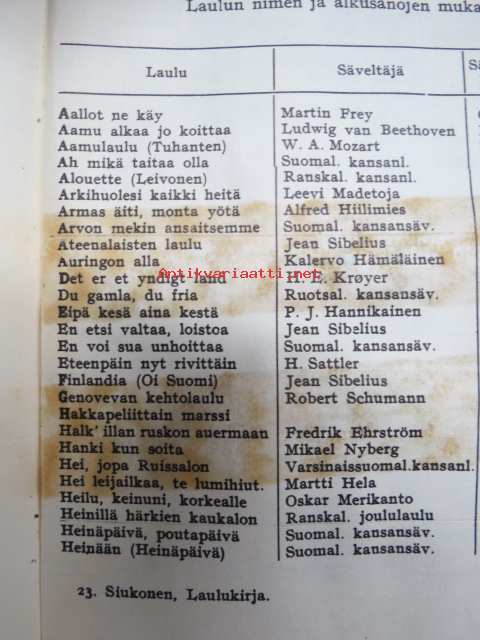 Laulun nimen ja alkusanojen muka
Laulu Säveltäjä
Aallot ne käy Martin Frey
Aamu alkaa jo koittaa Ludwig van Beethoven
Aamulaulu (Tuhanten) W. A. Mozart
Ah mikä taitaa olla Suomal. kansanl.
Alouette (Leivonen) Ranskal. kansanl.
Arkihuolesi kaikki heitä Leevi Madetoja
Armas äiti, monta yötä Alfred Hiilimies
Arvon mekin ansaitsemme Suomal. kansansäv.
Ateenalaisten laulu Jean Sibelius
Auringon alla Kalervo Hämäläinen
Antikvariaatti.net
Det er et yndigt land H. E. Krøyer
Du gamla, du fria Ruotsal. kansansäv.
Eipä kesä aina kestä P. J. Hannikainen
En etsi valtaa, loistoa Jean Sibelius
En voi sua unhoittaa Suomal. kansansäv.
Eteenpäin nyt rivittäin H. Sattler
Finlandia (Oi Suomi) Jean Sibelius
Genovevan kehtolaulu Robert Schumann
Hakkapeliittain marssi
Halk' illan ruskon auermaan Fredrik Ehrström
Hanki kun soita Mikael Nyberg
Hei, jopa Ruissalon Varsinaissuomal.kansanl.
Hei leijailkaa, te lumihiut. Martti Hela
Heilu, keinuni, korkealle Oskar Merikanto
Heinillä härkien kaukalon Ranskal. joululaulu
Heinäpäivä, poutapäivä Suomal. kansansäv.
Heinään (Heinäpäivä) Suomal. kansansäv.
23. Siukonen, Laulukirja.